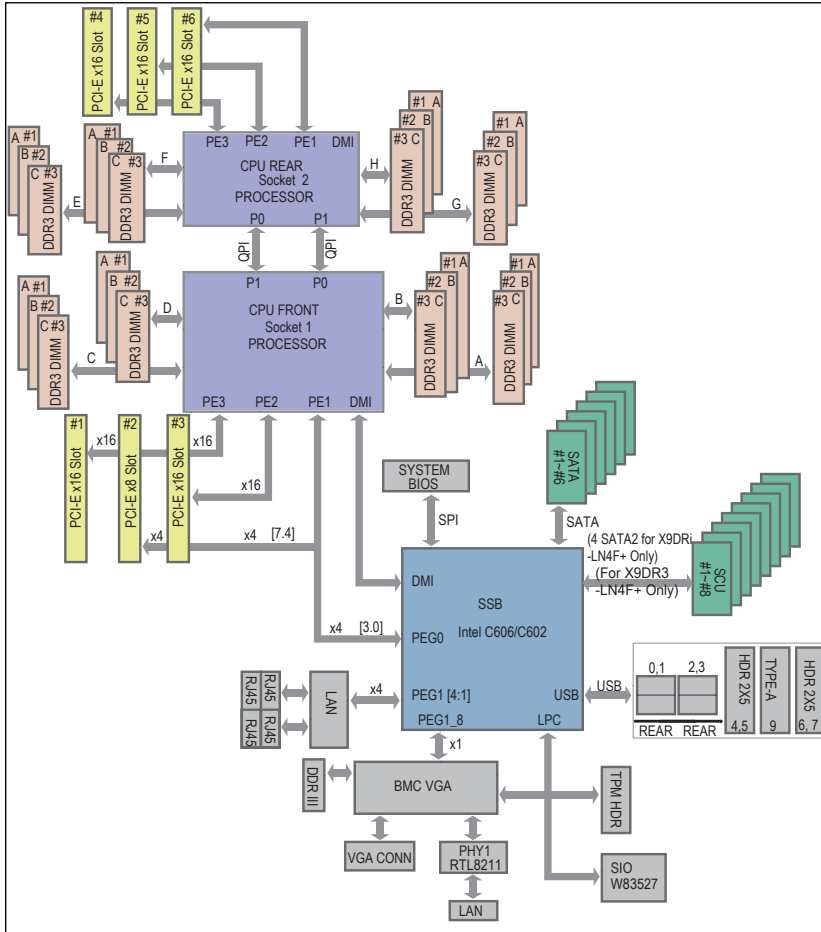 #4
PCI-E x16 Slot
#5
PCI-E x16 Slot
#6
PCI-E x16 Slot
PE3
PE2
PE1
DMI
CPU REAR
Socket 2
PROCESSOR
P0
P1
A #1
B #2
C #3
DDR3 DIMM
E
A #1
B #2
C #3
DDR3 DIMM
F
H
#1 A
#2 B
#3 C
DDR3 DIMM
G
#1 A
#2 B
#3 C
DDR3 DIMM
QPI
QPI
P1
P0
CPU FRONT
Socket 1
PROCESSOR
PE3
PE2
PE1
DMI
A #1
B #2
C #3
DDR3 DIMM
C
A #1
B #2
C #3
DDR3 DIMM
D
B
#1 A
#2 B
#3 C
DDR3 DIMM
A
#1 A
#2 B
#3 C
DDR3 DIMM
#1
PCI-E x16 Slot
x16
#2
PCI-E x8 Slot
x4
#3
PCI-E x16 Slot
x16
x16
x4 [7.4]
SYSTEM
BIOS
SPI
SATA
#1~#6
SATA
(4 SATA2 for X9DRi
-LN4F+ Only)
(For X9DR3
-LN4F+ Only)
SCU
#1~#8
DMI
SSB
Intel C606/C602
x4 [3.0]
PEG0
PEG1 [4:1]
PEG1_8
LPC
USB
USB
0,1
2,3
REAR
REAR
HDR 2X5
4,5
TYPE-A
9
HDR 2X5
6, 7
RJ45
RJ45
RJ45
RJ45
LAN
x4
x1
DDR III
BMC VGA
TPM HDR
VGA CONN
PHY1
RTL8211
LAN
SIO
W83527